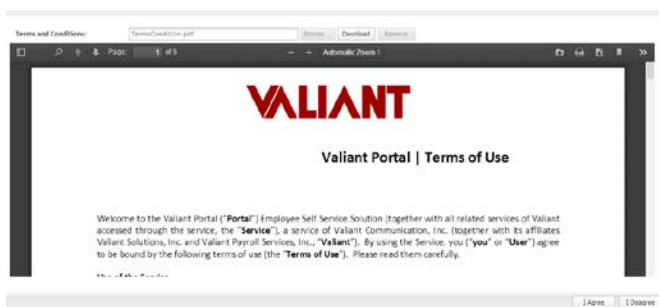 Terms and Conditions: TermsCondition.pdf Browse... Download Remove
Page: 1 of 5 Automatic Zoom
VALIANT
Valiant Portal | Terms of Use
Welcome to the Valiant Portal ("Portal") Employee Self Service Solution (together with all related services of Valiant
accessed through the service, the "Service"), a service of Valiant Communication, Inc. (together with its affiliates
Valiant Solutions, Inc. and Valiant Payroll Services, Inc., "Valiant"). By using the Service, you ("you" or "User") agree
to be bound by the following terms of use (the "Terms of Use"). Please read them carefully.
Use of the Service
I Agree I Disagree